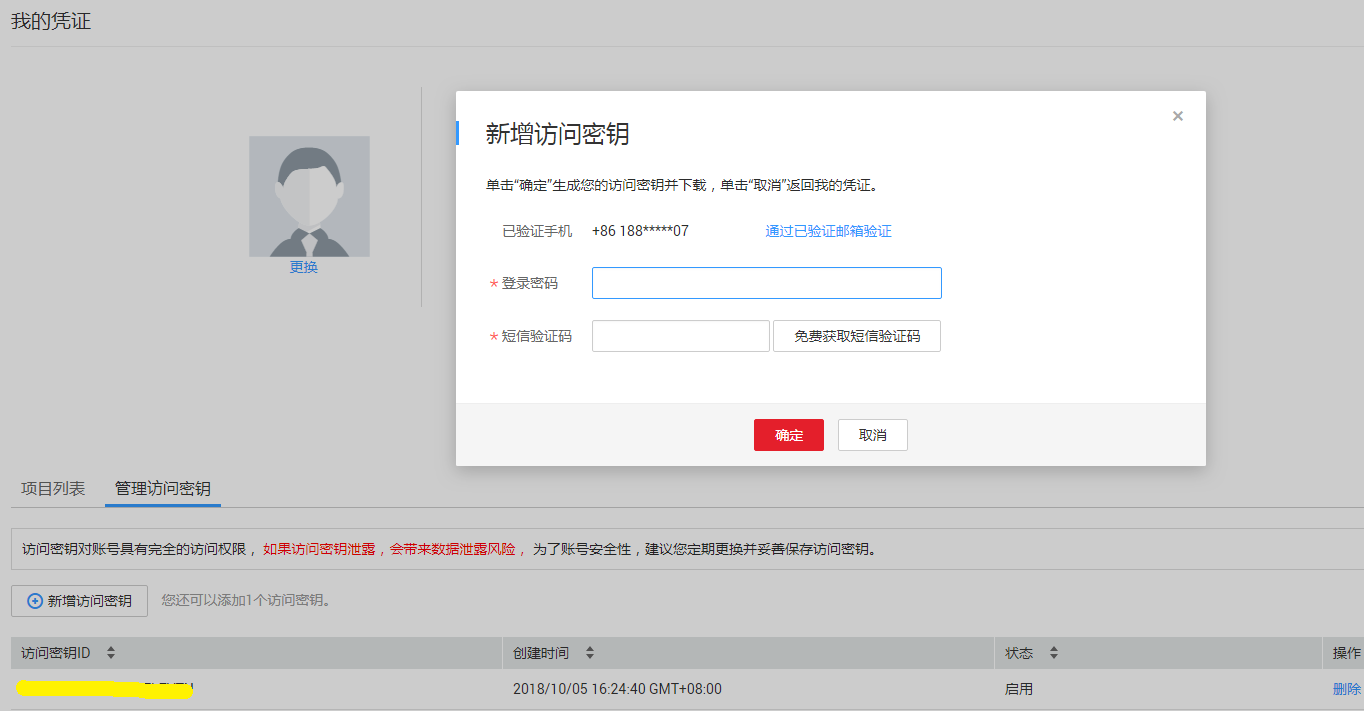 我的凭证
更换
新增访问密钥
×
单击“确定”生成您的访问密钥并下载，单击“取消”返回我的凭证。
已验证手机 +86 188*****07 通过已验证邮箱验证
* 登录密码
* 短信验证码 免费获取短信验证码
确定 取消
项目列表 管理访问密钥
访问密钥对账号具有完全的访问权限，如果访问密钥泄露，会带来数据泄露风险，为了账号安全性，建议您定期更换并妥善保存访问密钥。
新增访问密钥 您还可以添加1个访问密钥。
访问密钥ID 创建时间 状态 操作
2018/10/05 16:24:40 GMT+08:00 启用 删除